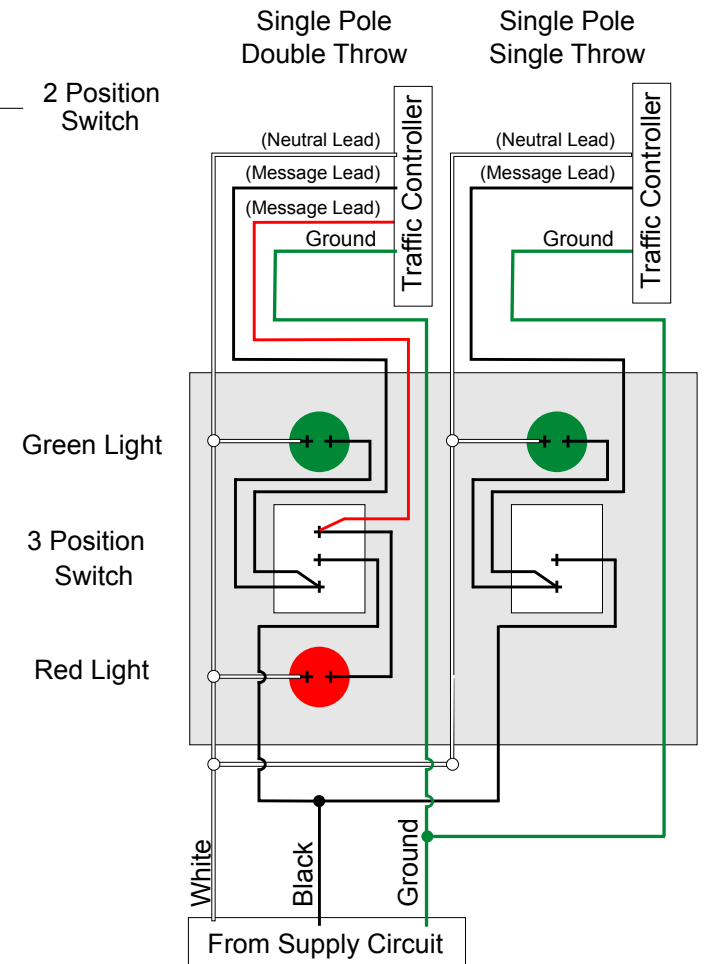 Single Pole
Double Throw
Single Pole
Single Throw
2 Position
Switch
(Neutral Lead)
(Message Lead)
(Message Lead)
Ground
Traffic Controller
(Neutral Lead)
(Message Lead)
Ground
Traffic Controller
Green Light
3 Position
Switch
Red Light
White
Black
Ground
From Supply Circuit